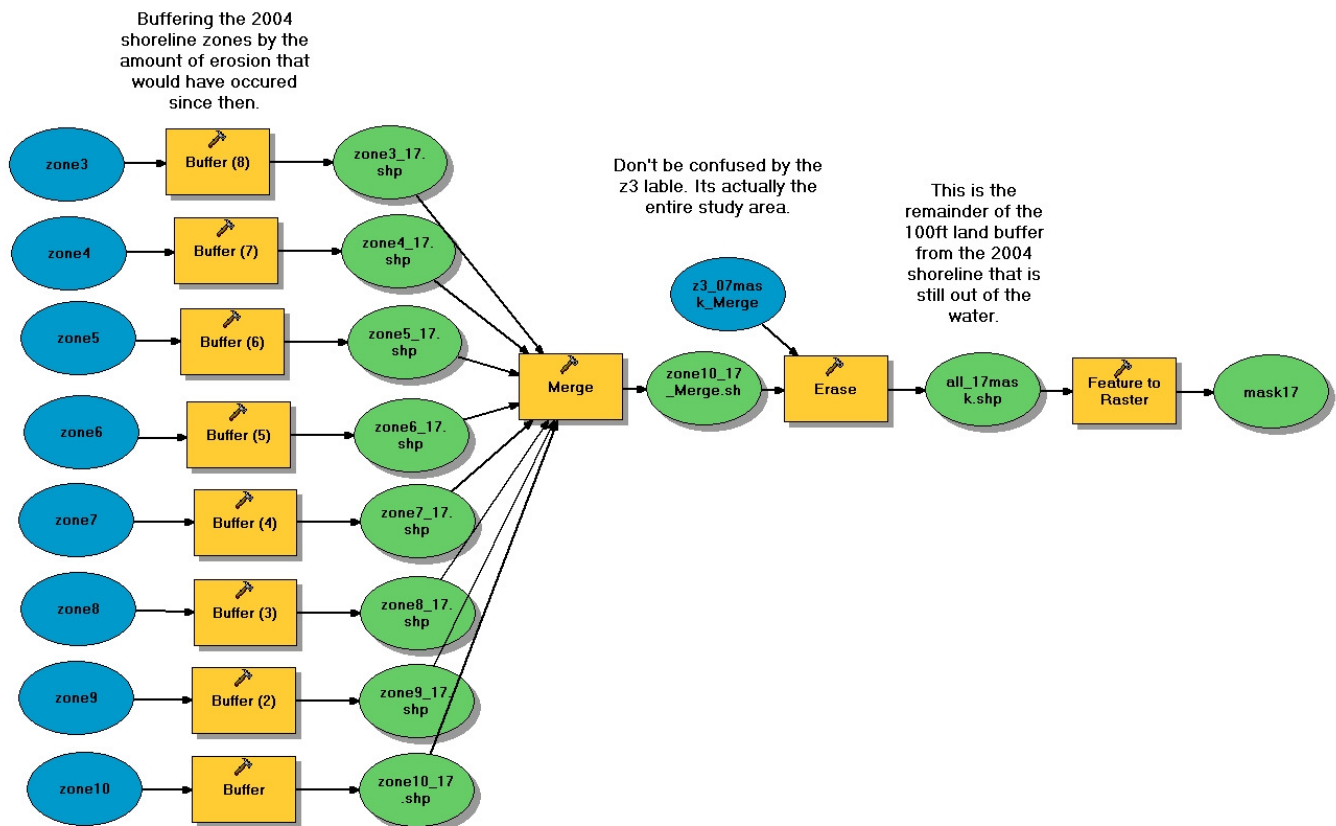 Buffering the 2004
shoreline zones by the
amount of erosion that
would have occured
since then.
zone3
Buffer (8)
zone3_17.
shp
zone4
Buffer (7)
zone4_17.
shp
zone5
Buffer (6)
zone5_17.
shp
zone6
Buffer (5)
zone6_17.
shp
zone7
Buffer (4)
zone7_17.
shp
zone8
Buffer (3)
zone8_17.
shp
zone9
Buffer (2)
zone9_17.
shp
zone10
Buffer
zone10_17
.shp
Merge
Don't be confused by the
z3 lable. Its actually the
entire study area.
z3_07mas
k_Merge
zone10_17
_Merge.sh
Erase
This is the
remainder of the
100ft land buffer
from the 2004
shoreline that is
still out of the
water.
all_17mas
k.shp
Feature to
Raster
mask17